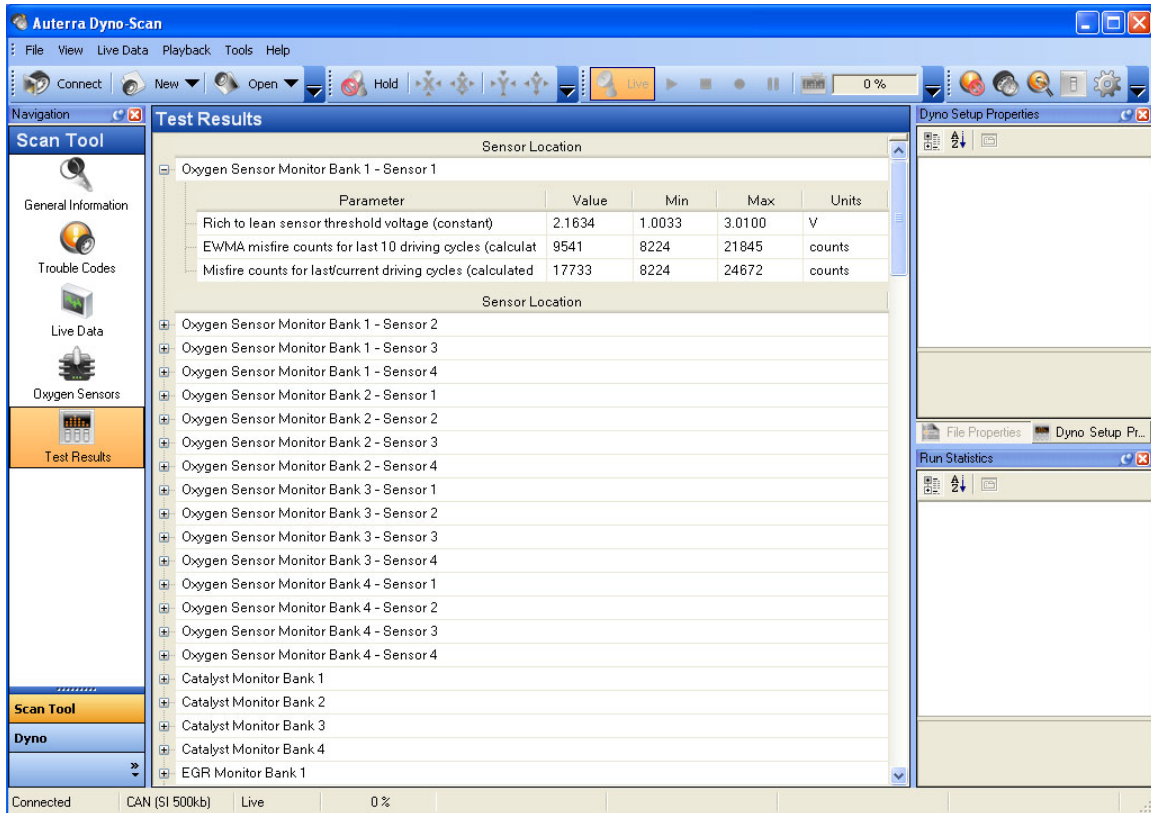 Auterra Dyno-Scan
File View Live Data Playback Tools Help
Connect New Open Hold X X Y Y Live 0 %
Navigation
Scan Tool
General Information
Trouble Codes
Live Data
Oxygen Sensors
Test Results
Scan Tool
Dyno
Test Results
Sensor Location
Oxygen Sensor Monitor Bank 1 - Sensor 1
Parameter Value Min Max Units
Rich to lean sensor threshold voltage (constant) 2.1634 1.0033 3.0100 V
EWMA misfire counts for last 10 driving cycles (calculat 9541 8224 21845 counts
Misfire counts for last/current driving cycles (calculated 17733 8224 24672 counts
Sensor Location
Oxygen Sensor Monitor Bank 1 - Sensor 2
Oxygen Sensor Monitor Bank 1 - Sensor 3
Oxygen Sensor Monitor Bank 1 - Sensor 4
Oxygen Sensor Monitor Bank 2 - Sensor 1
Oxygen Sensor Monitor Bank 2 - Sensor 2
Oxygen Sensor Monitor Bank 2 - Sensor 3
Oxygen Sensor Monitor Bank 2 - Sensor 4
Oxygen Sensor Monitor Bank 3 - Sensor 1
Oxygen Sensor Monitor Bank 3 - Sensor 2
Oxygen Sensor Monitor Bank 3 - Sensor 3
Oxygen Sensor Monitor Bank 3 - Sensor 4
Oxygen Sensor Monitor Bank 4 - Sensor 1
Oxygen Sensor Monitor Bank 4 - Sensor 2
Oxygen Sensor Monitor Bank 4 - Sensor 3
Oxygen Sensor Monitor Bank 4 - Sensor 4
Catalyst Monitor Bank 1
Catalyst Monitor Bank 2
Catalyst Monitor Bank 3
Catalyst Monitor Bank 4
EGR Monitor Bank 1
Dyno Setup Properties
File Properties Dyno Setup Pr...
Run Statistics
Connected CAN (SI 500kb) Live 0 %